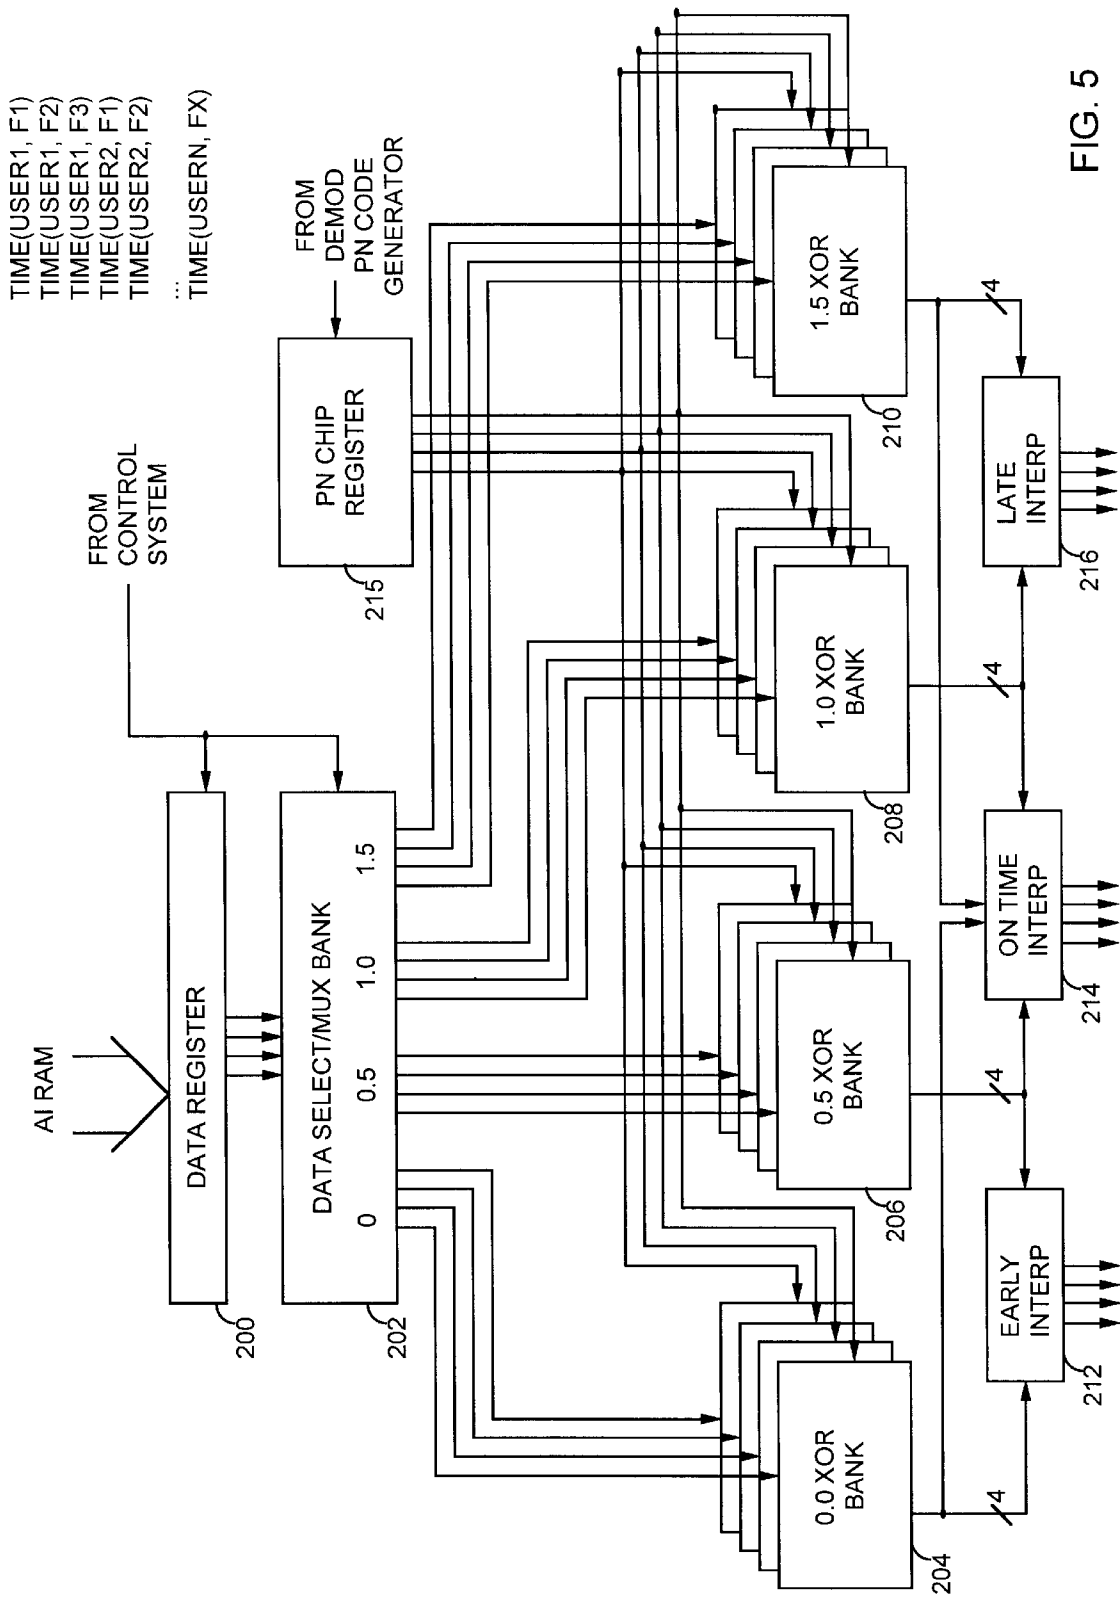 TIME(USER1, F1)
TIME(USER1, F2)
TIME(USER1, F3)
TIME(USER2, F1)
TIME(USER2, F2)
...
TIME(USERN, FX)
AI RAM
FROM
CONTROL
SYSTEM
FROM
DEMOD
PN CODE
GENERATOR
DATA REGISTER
200
DATA SELECT/MUX BANK
0
0.5
1.0
1.5
202
PN CHIP
REGISTER
215
0.0 XOR
BANK
204
0.5 XOR
BANK
206
1.0 XOR
BANK
208
1.5 XOR
BANK
210
4
4
4
4
EARLY
INTERP
212
ON TIME
INTERP
214
LATE
INTERP
216
FIG. 5